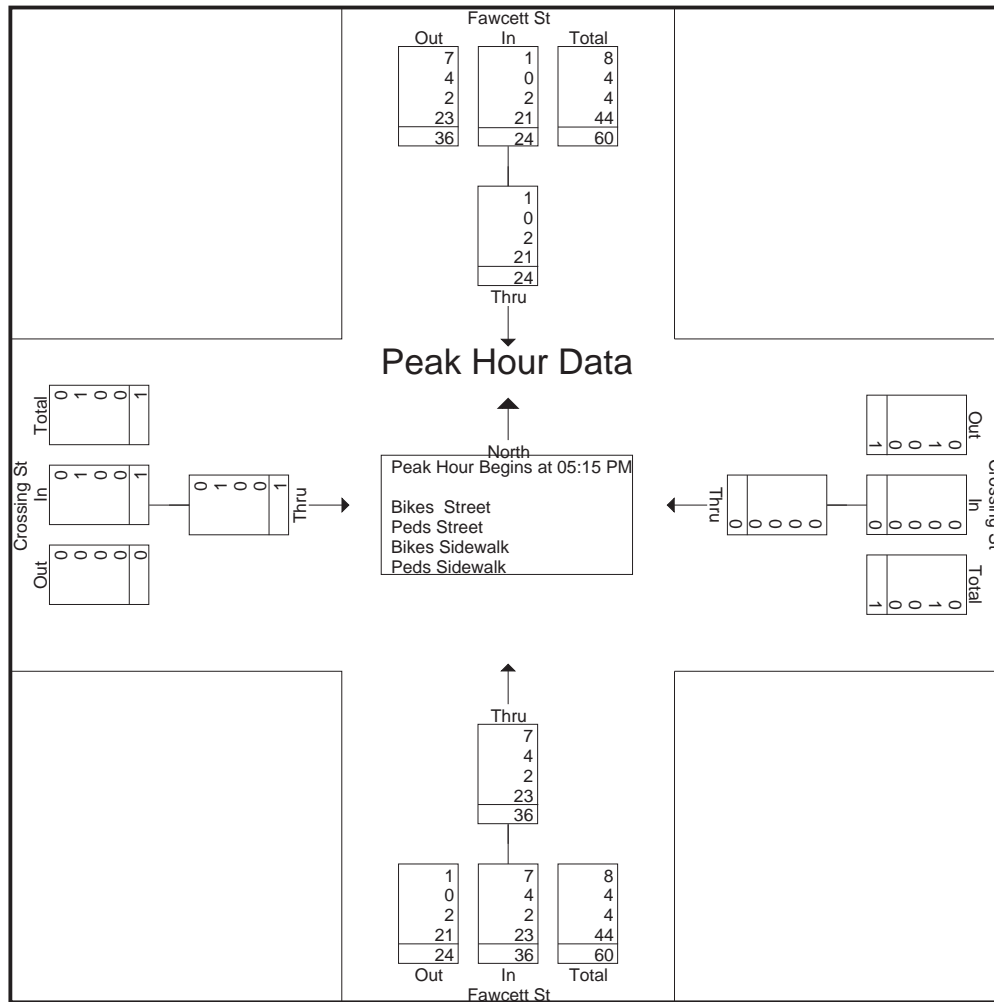 Fawcett St
Out In Total
7 1 8
4 0 4
2 2 4
23 21 44
36 24 60
1
0
2
21
24
Thru
Peak Hour Data
North
Peak Hour Begins at 05:15 PM
Bikes Street
Peds Street
Bikes Sidewalk
Peds Sidewalk
Crossing St
Total
0 1 0 0 1
In
0 1 0 0 1
Out
0 0 0 0 0
0 1 0 0 1
Thru
Crossing St
Out
0 1 0 0 1
In
0 0 0 0 0
Total
0 1 0 0 1
0 0 0 0 0
Thru
Thru
7
4
2
23
36
1 7 8
0 4 4
2 2 4
21 23 44
24 36 60
Out In Total
Fawcett St